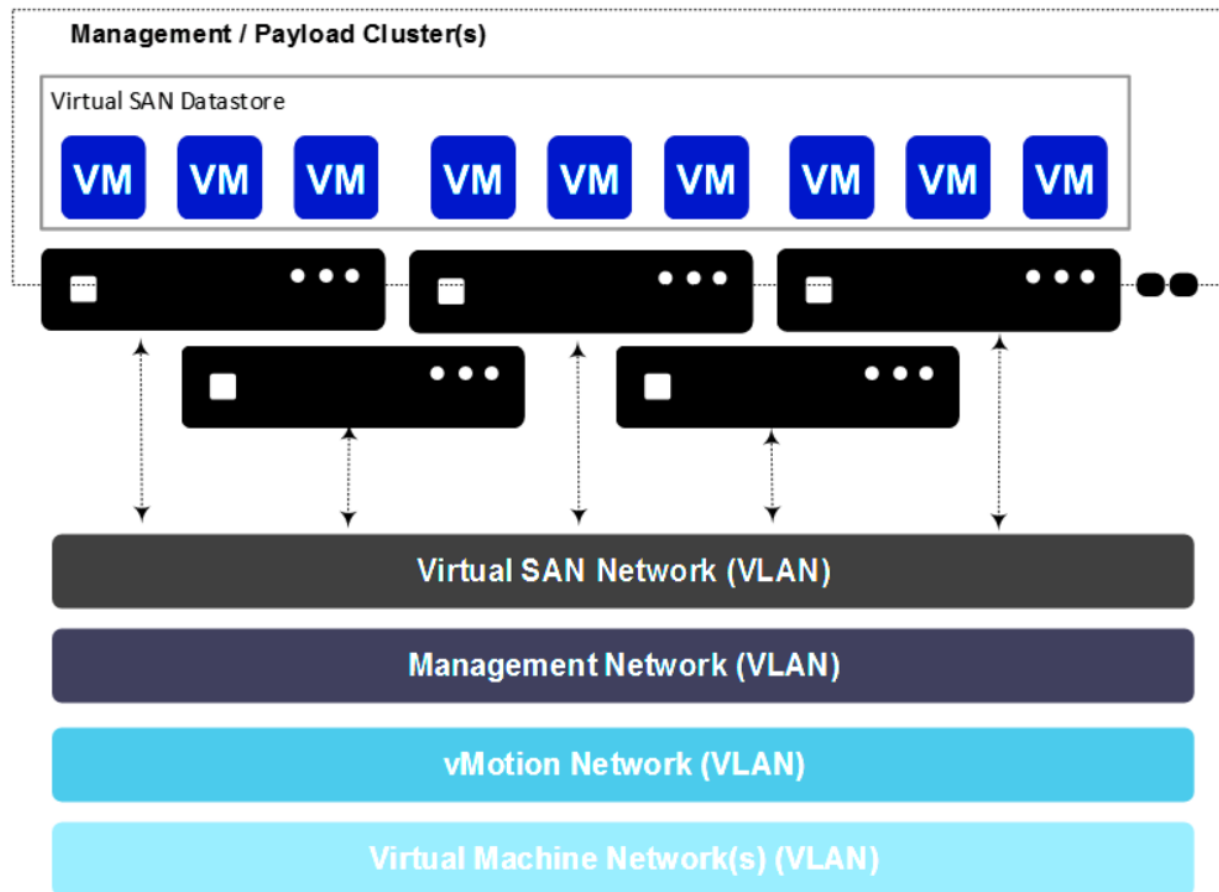 Management / Payload Cluster(s)
Virtual SAN Datastore
VM VM VM VM VM VM VM VM VM
Virtual SAN Network (VLAN)
Management Network (VLAN)
vMotion Network (VLAN)
Virtual Machine Network(s) (VLAN)